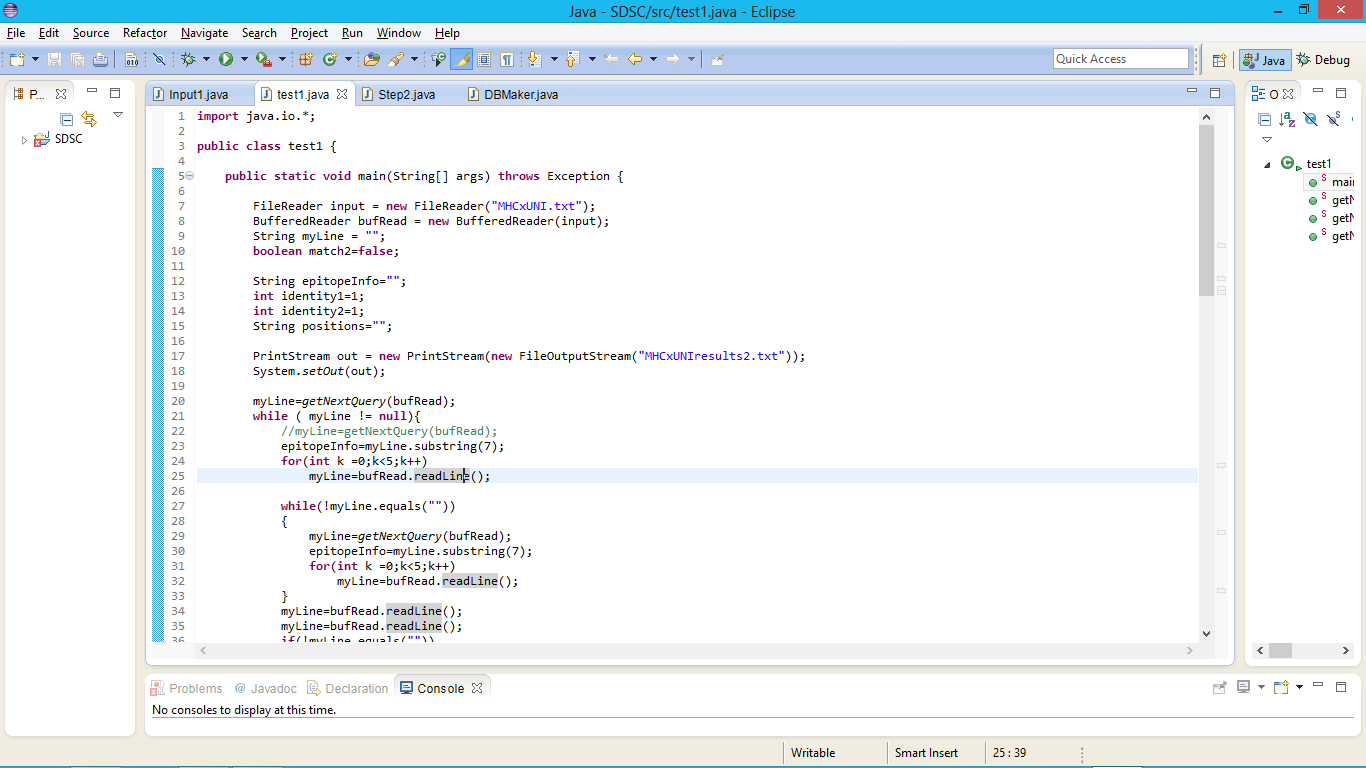 Java - SDSC/src/test1.java - Eclipse
File Edit Source Refactor Navigate Search Project Run Window Help
Quick Access Java Debug
P... Input1.java test1.java Step2.java DBMaker.java O
SDSC
1 import java.io.*;
2
3 public class test1 {
4
5 public static void main(String[] args) throws Exception {
6
7 FileReader input = new FileReader("MHCxUNI.txt");
8 BufferedReader bufRead = new BufferedReader(input);
9 String myLine = "";
10 boolean match2=false;
11
12 String epitopeInfo="";
13 int identity1=1;
14 int identity2=1;
15 String positions="";
16
17 PrintStream out = new PrintStream(new FileOutputStream("MHCxUNIresults2.txt"));
18 System.setOut(out);
19
20 myLine=getNextQuery(bufRead);
21 while ( myLine != null){
22 //myLine=getNextQuery(bufRead);
23 epitopeInfo=myLine.substring(7);
24 for(int k =0;k<5;k++)
25 myLine=bufRead.readLine();
26
27 while(!myLine.equals(""))
28 {
29 myLine=getNextQuery(bufRead);
30 epitopeInfo=myLine.substring(7);
31 for(int k =0;k<5;k++)
32 myLine=bufRead.readLine();
33 }
34 myLine=bufRead.readLine();
35 myLine=bufRead.readLine();
36 if(!myLine.equals(""))
test1
S mai
S get
S get
S get
Problems @ Javadoc Declaration Console
No consoles to display at this time.
Writable Smart Insert 25 : 39